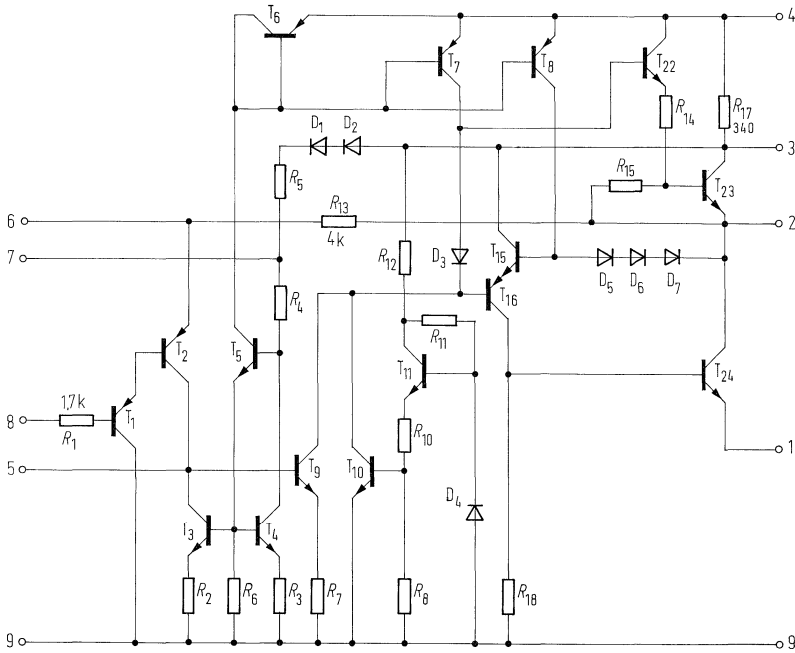 T6
4
T7
T8
T22
R14
R17
340
D1
D2
3
R5
R15
T23
6
R13
4k
2
7
R12
D3
T15
D5
D6
D7
R4
T16
R11
T2
T5
T11
T24
1,7k
8
R1
T1
R10
1
5
T9
T10
D4
T3
T4
R2
R6
R3
R7
R8
R18
9
9